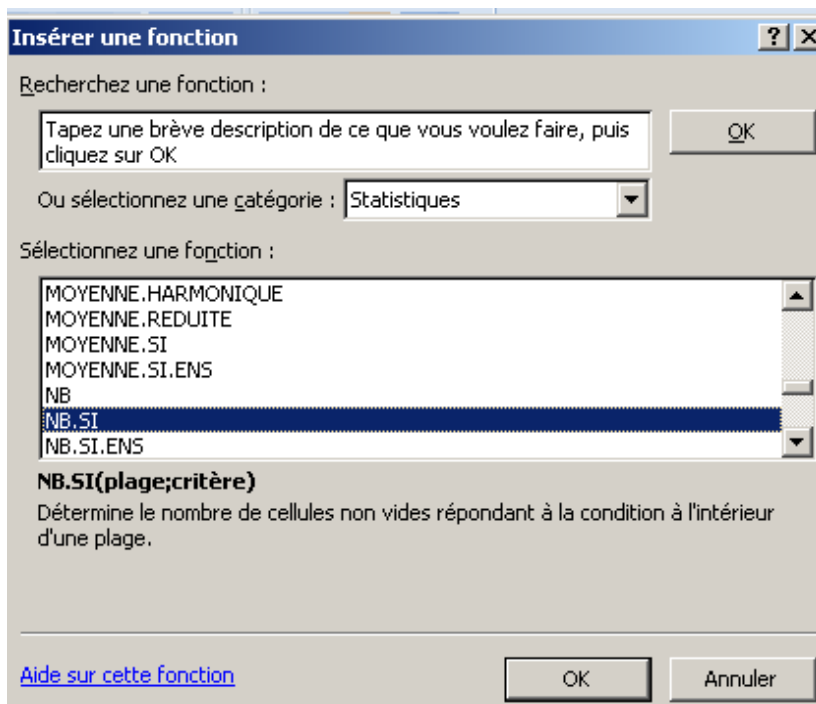 Insérer une fonction
Recherchez une fonction :
Tapez une brève description de ce que vous voulez faire, puis
cliquez sur OK
OK
Ou sélectionnez une catégorie : Statistiques
Sélectionnez une fonction :
MOYENNE.HARMONIQUE
MOYENNE.REDUITE
MOYENNE.SI
MOYENNE.SI.ENS
NB
NB.SI
NB.SI.ENS
NB.SI(plage;critère)
Détermine le nombre de cellules non vides répondant à la condition à l'intérieur
d'une plage.
Aide sur cette fonction
OK
Annuler